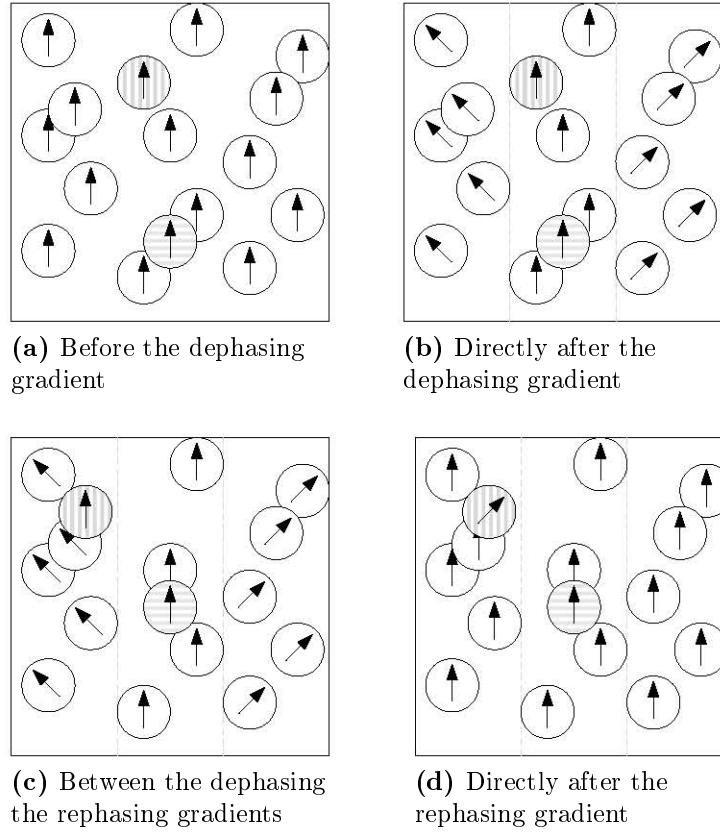 (a) Before the dephasing
gradient
(b) Directly after the
dephasing gradient
(c) Between the dephasing
the rephasing gradients
(d) Directly after the
rephasing gradient